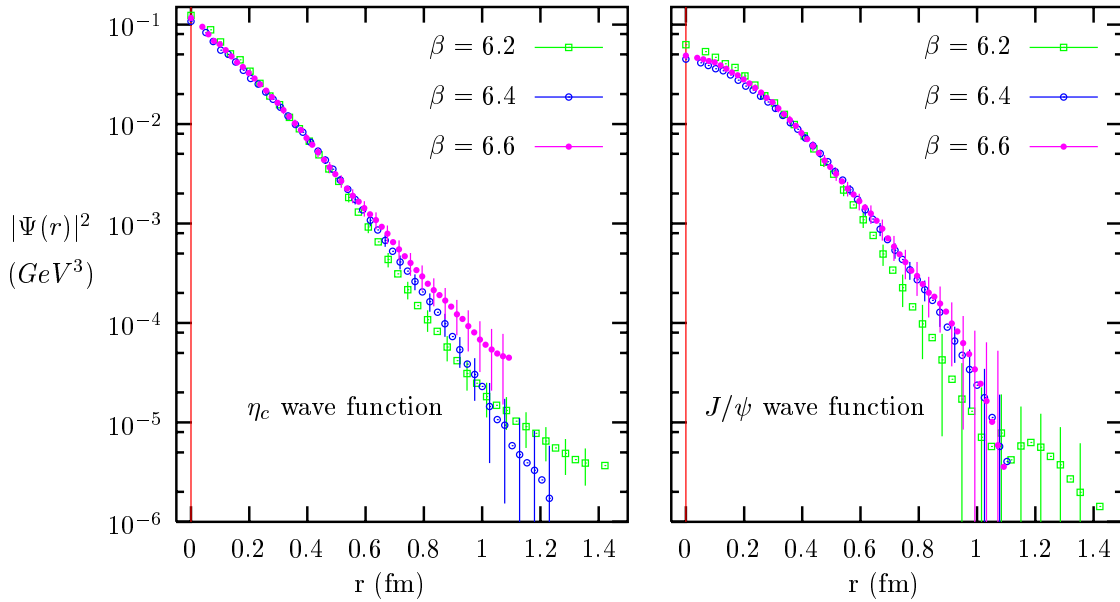 |Ψ(r)|²
(GeV³)
10⁻¹
10⁻²
10⁻³
10⁻⁴
10⁻⁵
10⁻⁶
β = 6.2
β = 6.4
β = 6.6
η_c wave function
0 0.2 0.4 0.6 0.8 1 1.2 1.4
r (fm)
β = 6.2
β = 6.4
β = 6.6
J/ψ wave function
0 0.2 0.4 0.6 0.8 1 1.2 1.4
r (fm)